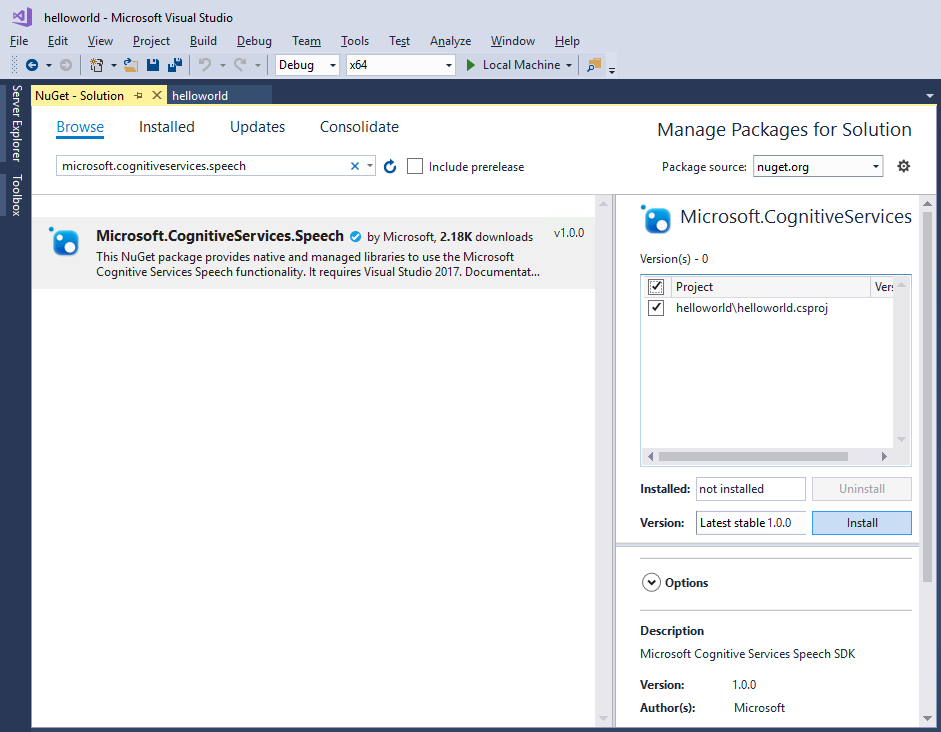 helloworld - Microsoft Visual Studio
File Edit View Project Build Debug Team Tools Test Analyze Window Help
Debug x64 Local Machine
Server Explorer
Toolbox
NuGet - Solution helloworld
Browse Installed Updates Consolidate
Manage Packages for Solution
microsoft.cognitiveservices.speech
Include prerelease
Package source: nuget.org
Microsoft.CognitiveServices.Speech by Microsoft, 2.18K downloads v1.0.0
This NuGet package provides native and managed libraries to use the Microsoft
Cognitive Services Speech functionality. It requires Visual Studio 2017. Documentat...
Microsoft.CognitiveServices
Version(s) - 0
Project Vers
helloworld\helloworld.csproj
Installed: not installed Uninstall
Version: Latest stable 1.0.0 Install
Options
Description
Microsoft Cognitive Services Speech SDK
Version: 1.0.0
Author(s): Microsoft